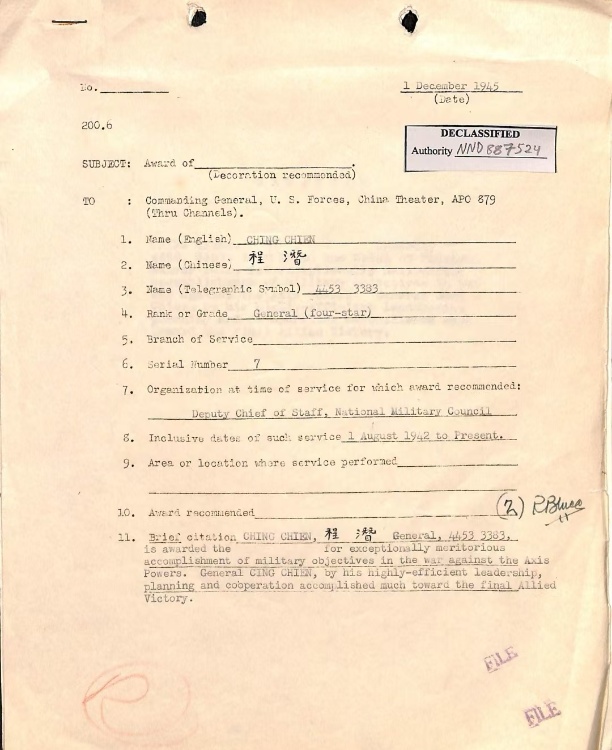 No.
1 December 1945
(Date)
200.6
DECLASSIFIED
Authority NND 887524
SUBJECT: Award of .
(Decoration recommended)
TO : Commanding General, U. S. Forces, China Theater, APO 879
(Thru Channels).
1. Name (English) CHING CHIEN
2. Name (Chinese) 程 潛
3. Name (Telegraphic Symbol) 4453 3383
4. Rank or Grade General (four-star)
5. Branch of Service
6. Serial Number 7
7. Organization at time of service for which award recommended:
Deputy Chief of Staff, National Military Council
8. Inclusive dates of such service 1 August 1942 to Present.
9. Area or location where service performed
10. Award recommended (2)
11. Brief citation CHING CHIEN, 程 潛 General, 4453 3383,
is awarded the for exceptionally meritorious
accomplishment of military objectives in the war against the Axis
Powers. General CING CHIEN, by his highly-efficient leadership,
planning and cooperation accomplished much toward the final Allied
Victory.
FILE
FILE